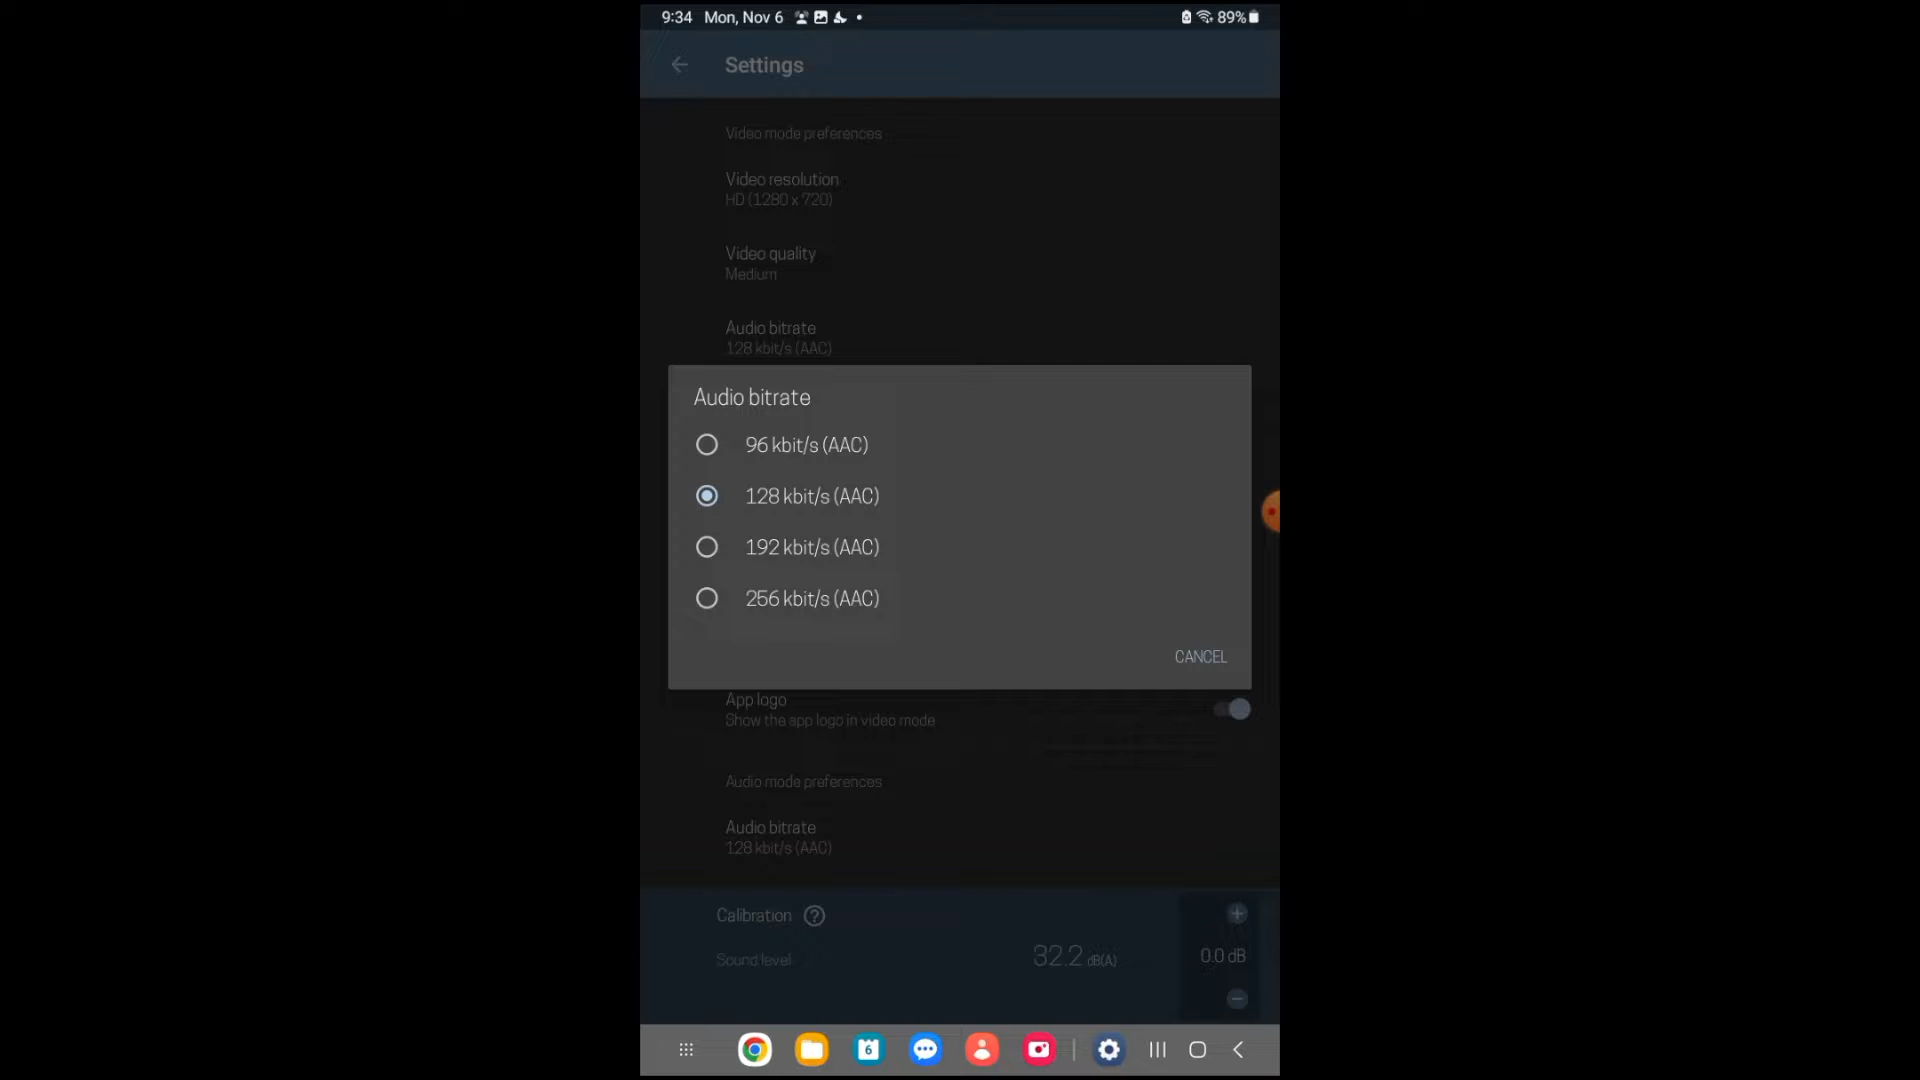 9:34 Mon, Nov 6 89%
Settings
Video mode preferences
Video resolution
HD (1280 x 720)
Video quality
Medium
Audio bitrate
128 kbit/s (AAC)
Audio bitrate
96 kbit/s (AAC)
128 kbit/s (AAC)
192 kbit/s (AAC)
256 kbit/s (AAC)
CANCEL
App logo
Show the app logo in video mode
Audio mode preferences
Audio bitrate
128 kbit/s (AAC)
Calibration ?
Sound level 32.2 dB(A) 0.0 dB
6